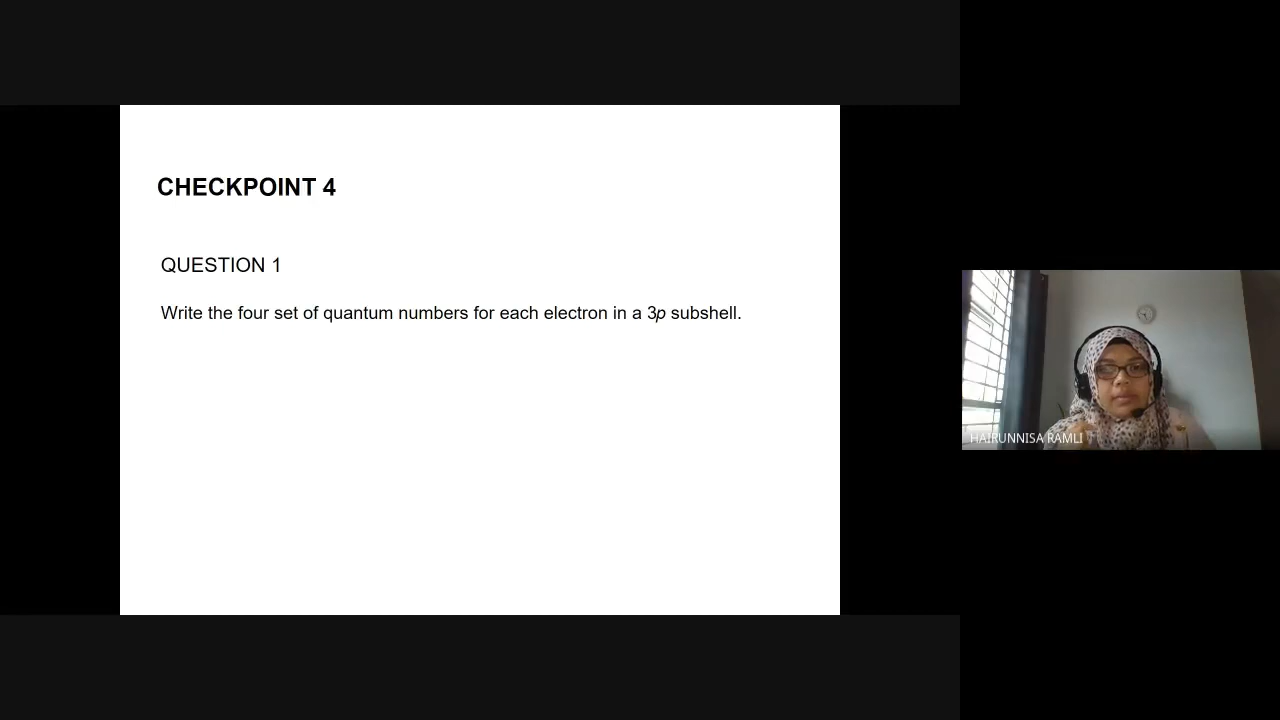 CHECKPOINT 4
QUESTION 1
Write the four set of quantum numbers for each electron in a 3p subshell.
HAIRUNNISA RAMLI